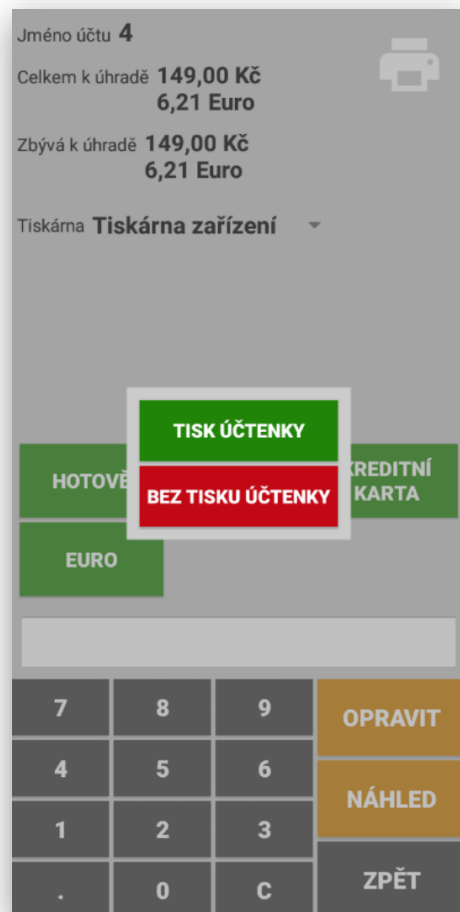 Jméno účtu 4
Celkem k úhradě 149,00 Kč
6,21 Euro
Zbývá k úhradě 149,00 Kč
6,21 Euro
Tiskárna Tiskárna zařízení
TISK ÚČTENKY
BEZ TISKU ÚČTENKY
KARTA
EURO
7 8 9 OPRAVIT
4 5 6
NÁHLED
1 2 3
. 0 C ZPĚT